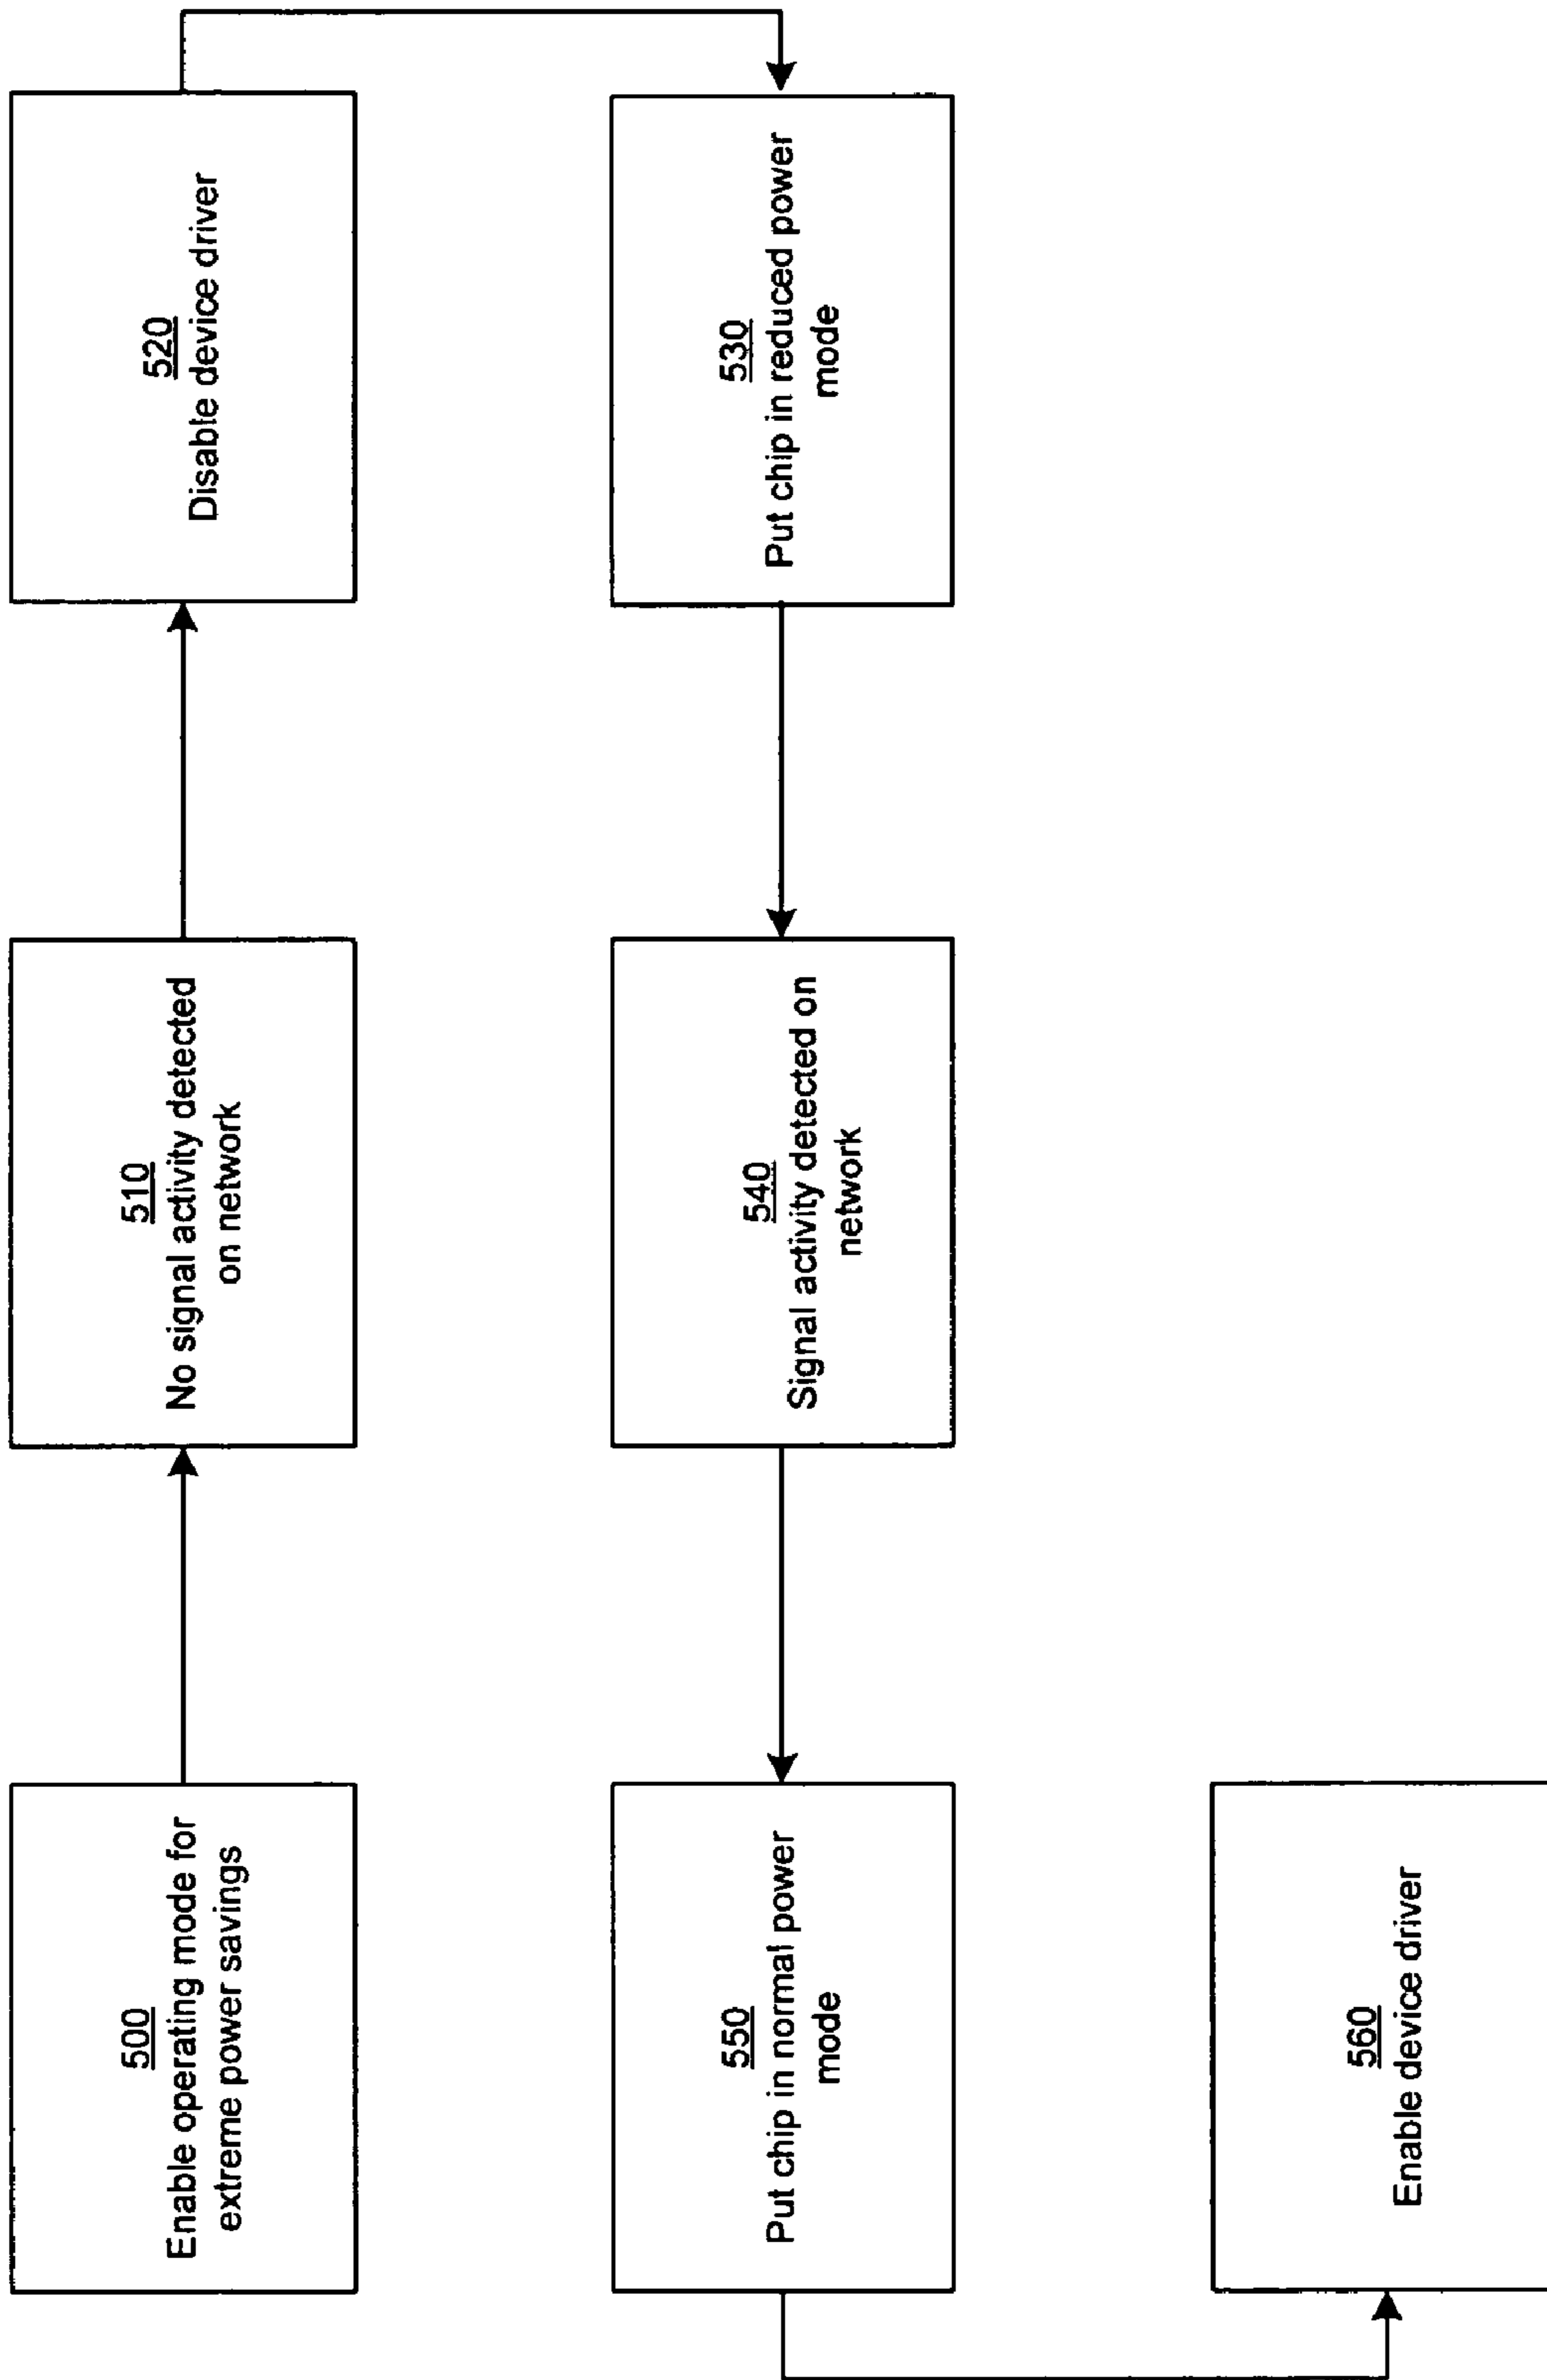 500
Enable operating mode for
extreme power savings
510
No signal activity detected
on network
520
Disable device driver
530
Put chip in reduced power
mode
540
Signal activity detected on
network
550
Put chip in normal power
mode
560
Enable device driver